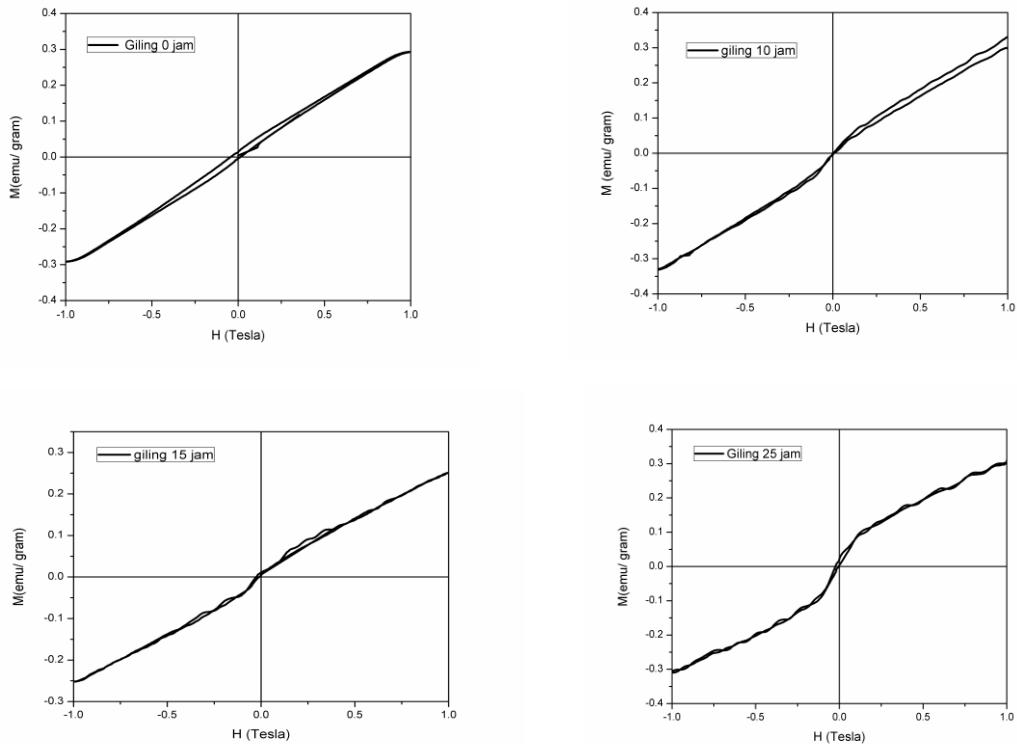 Giling 0 jam
M(emu/ gram)
0.4
0.3
0.2
0.1
0.0
-0.1
-0.2
-0.3
-0.4
-1.0 -0.5 0.0 0.5 1.0
H (Tesla)
giling 10 jam
M (emu/ gram)
0.4
0.3
0.2
0.1
0.0
-0.1
-0.2
-0.3
-0.4
-1.0 -0.5 0.0 0.5 1.0
H (Tesla)
giling 15 jam
M(emu/ gram)
0.3
0.2
0.1
0.0
-0.1
-0.2
-0.3
-1.0 -0.5 0.0 0.5 1.0
H (Tesla)
Giling 25 jam
M(emu/ gram)
0.4
0.3
0.2
0.1
0.0
-0.1
-0.2
-0.3
-0.4
-1.0 -0.5 0.0 0.5 1.0
H (Tesla)